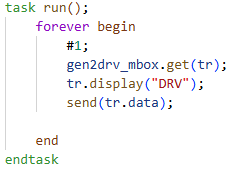 task run();
forever begin
#1;
gen2drv_mbox.get(tr);
tr.display("DRV");
send(tr.data);
end
endtask